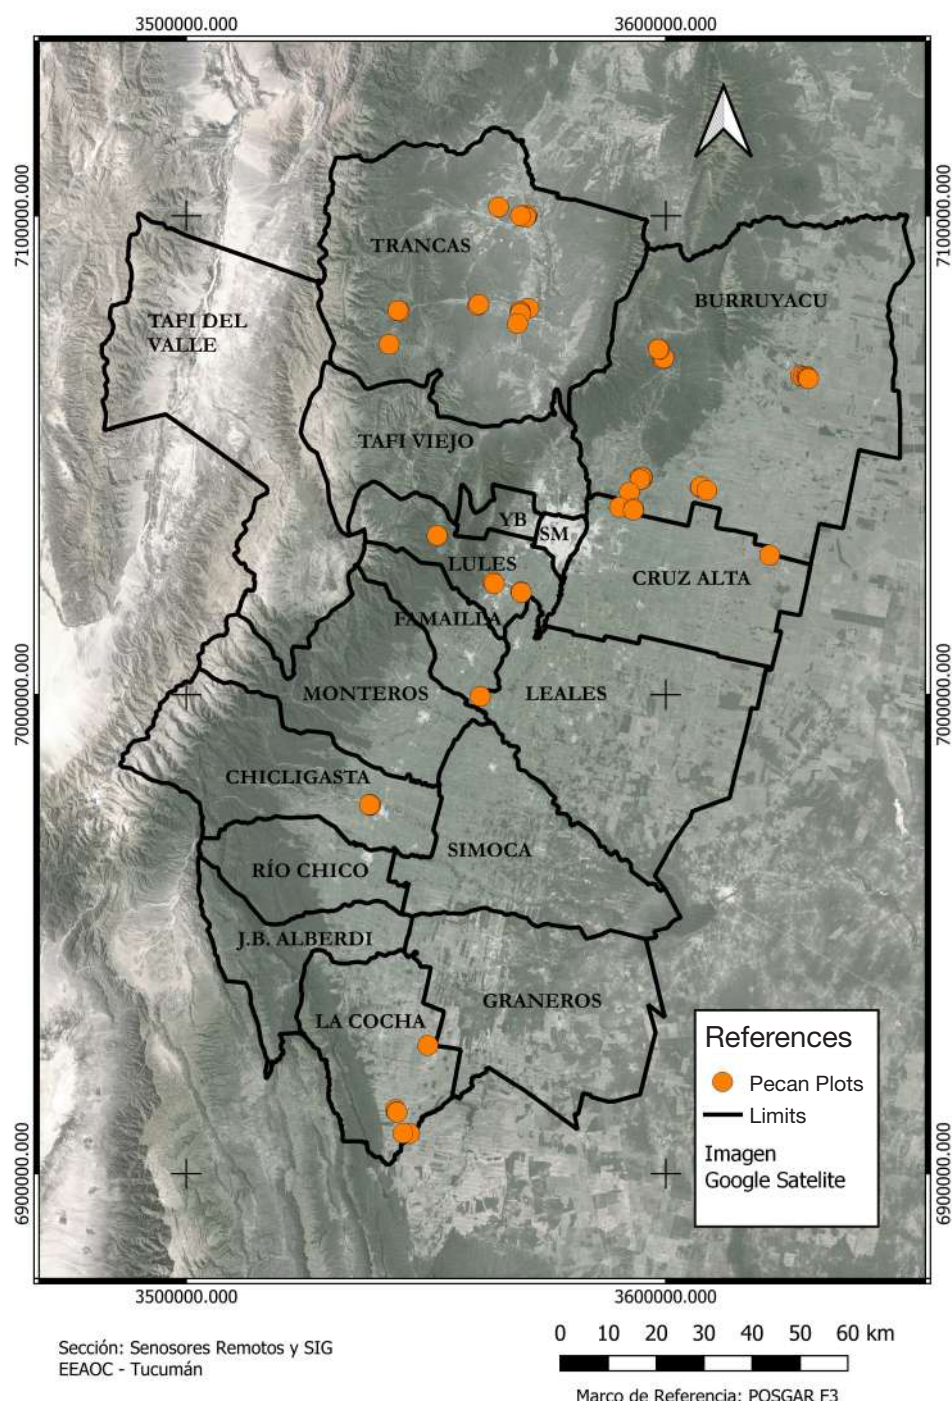 3500000.000
3600000.000
7100000.000
7100000.000
TRANCAS
BURRUYACU
TAFI DEL
VALLE
TAFI VIEJO
YB
SM
LULES
CRUZ ALTA
FAMAILLA
7000000.000
7000000.000
MONTEROS
LEALES
CHICLIGASTA
SIMOCA
RÍO CHICO
J.B. ALBERDI
GRANEROS
LA COCHA
References
Pecan Plots
Limits
Imagen
Google Satelite
6900000.000
6900000.000
3500000.000
3600000.000
Sección: Senosores Remotos y SIG
EEAOC - Tucumán
0 10 20 30 40 50 60 km
Marco de Referencia: POSGAR F3